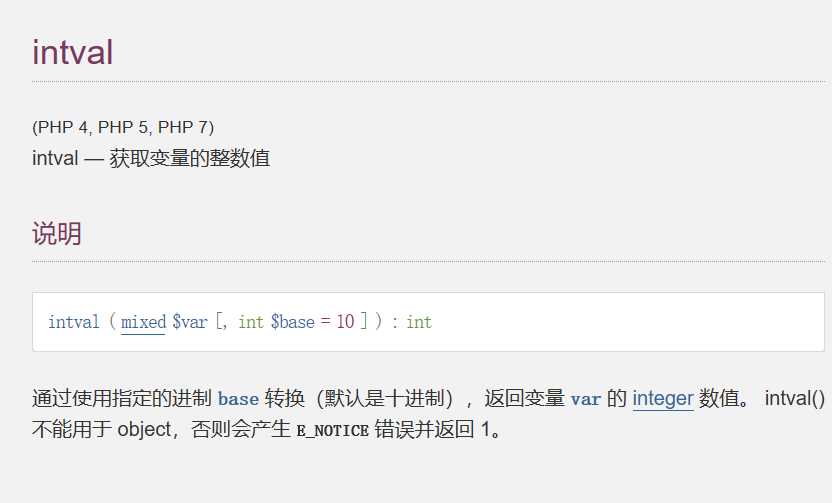 intval
(PHP 4, PHP 5, PHP 7)
intval — 获取变量的整数值
说明
intval ( mixed $var [, int $base = 10 ] ) : int
通过使用指定的进制 base 转换（默认是十进制），返回变量 var 的 integer 数值。 intval()
不能用于 object，否则会产生 E_NOTICE 错误并返回 1。